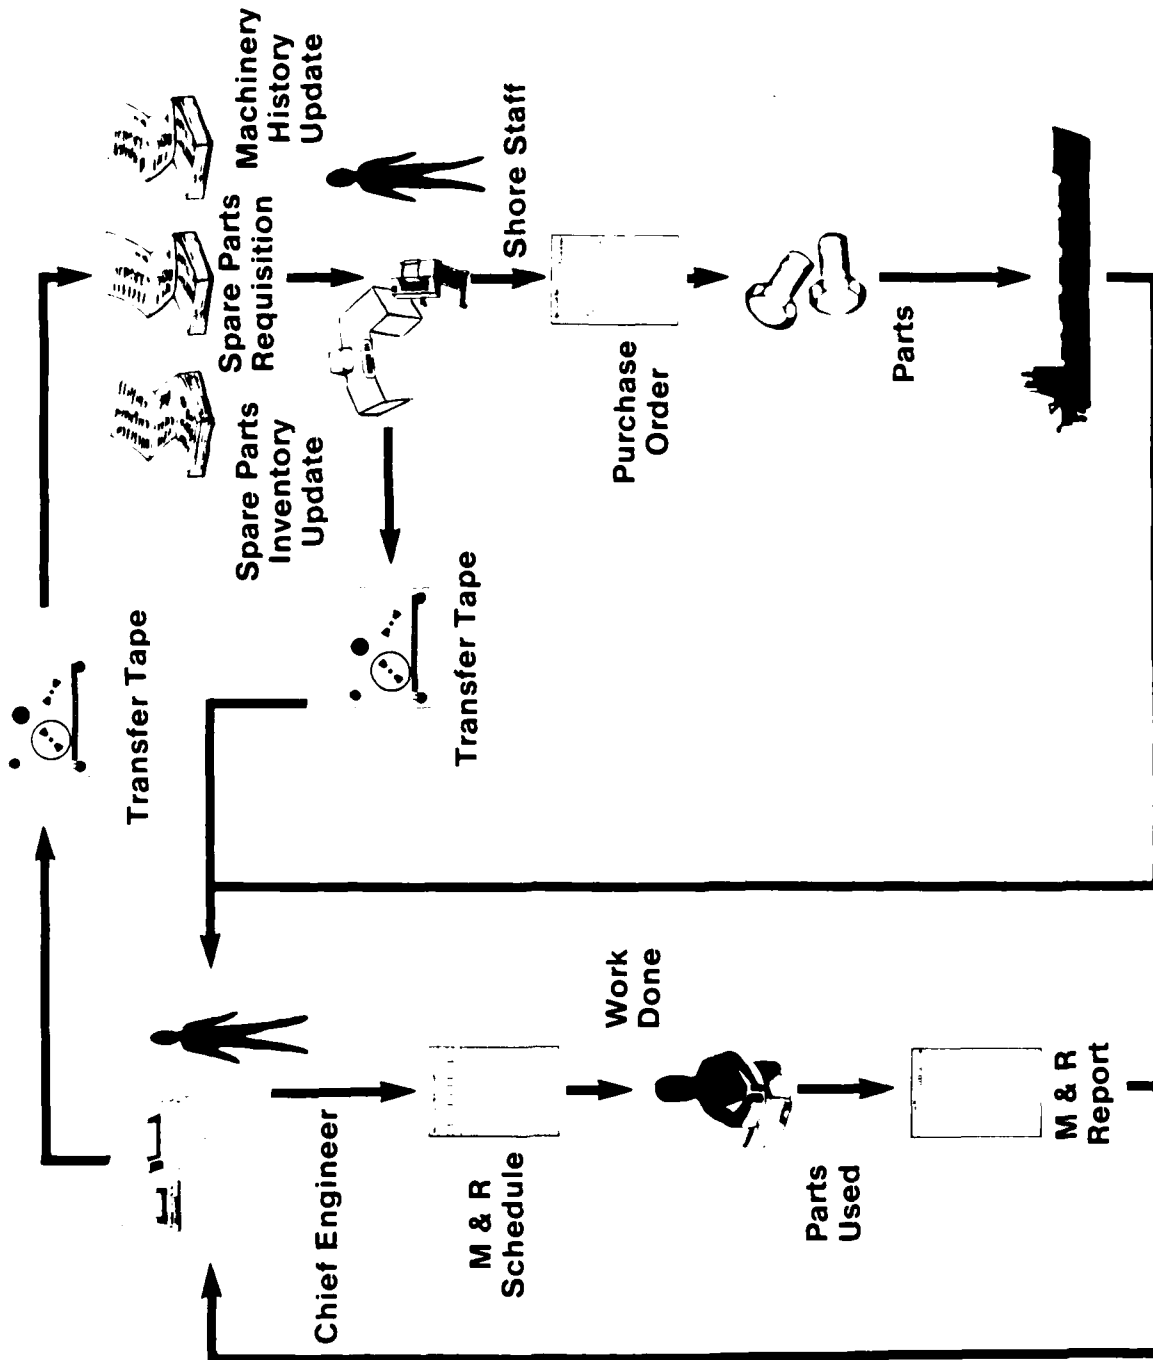 Transfer Tape
Spare Parts
Inventory
Update
Spare Parts
Requisition
Machinery
History
Update
Chief Engineer
Transfer Tape
Shore Staff
M & R
Schedule
Work
Done
Purchase
Order
Parts
Used
Parts
M & R
Report